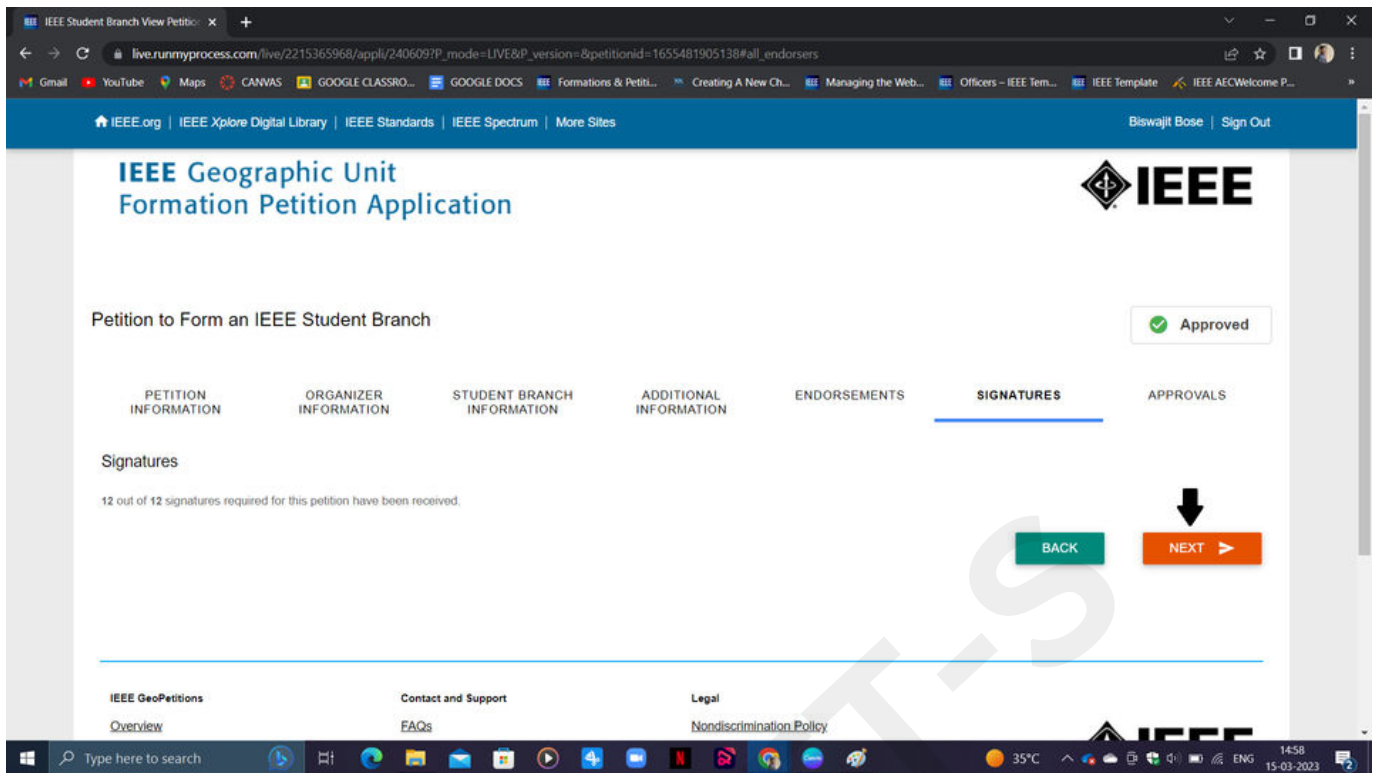 IEEE Student Branch View Petition
live.runmyprocess.com/live/2215365968/appli/240609?P_mode=LIVE&P_version=&petitionid=1655481905138#all_endorsers
Gmail YouTube Maps CANVAS GOOGLE CLASSRO... GOOGLE DOCS Formations & Petiti... Creating A New Ch... Managing the Web... Officers – IEEE Tem... IEEE Template IEEE AECWelcome P... »
IEEE.org | IEEE Xplore Digital Library | IEEE Standards | IEEE Spectrum | More Sites Biswajit Bose | Sign Out
IEEE Geographic Unit
Formation Petition Application
IEEE
Petition to Form an IEEE Student Branch Approved
PETITION INFORMATION ORGANIZER INFORMATION STUDENT BRANCH INFORMATION ADDITIONAL INFORMATION ENDORSEMENTS SIGNATURES APPROVALS
Signatures
12 out of 12 signatures required for this petition have been received.
BACK NEXT
IEEE GeoPetitions Contact and Support Legal
Overview FAQs Nondiscrimination Policy
IEEE
T-S
Type here to search 35°C ENG 14:58
15-03-2023 2